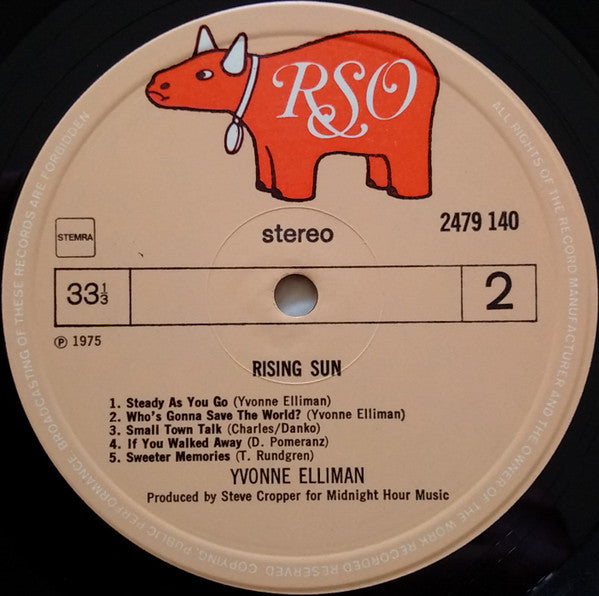 RSO
STEMRA
stereo
2479 140
33⅓
2
℗ 1975
RISING SUN
1. Steady As You Go (Yvonne Elliman)
2. Who's Gonna Save The World? (Yvonne Elliman)
3. Small Town Talk (Charles/Danko)
4. If You Walked Away (D. Pomeranz)
5. Sweeter Memories (T. Rundgren)
YVONNE ELLIMAN
Produced by Steve Cropper for Midnight Hour Music
ALL RIGHTS OF THE RECORD MANUFACTURER AND THE OWNER OF THE WORK RECORDED RESERVED COPYING, PUBLIC PERFORMANCE BROADCASTING OF THESE RECORDS ARE FORBIDDEN